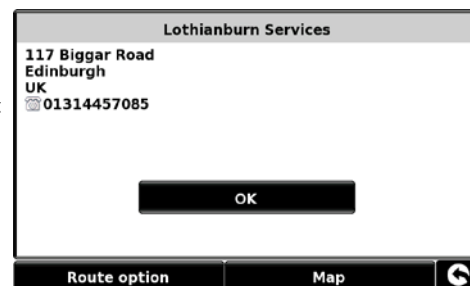 Lothianburn Services
117 Biggar Road
Edinburgh
UK
☏01314457085
OK
Route option
Map